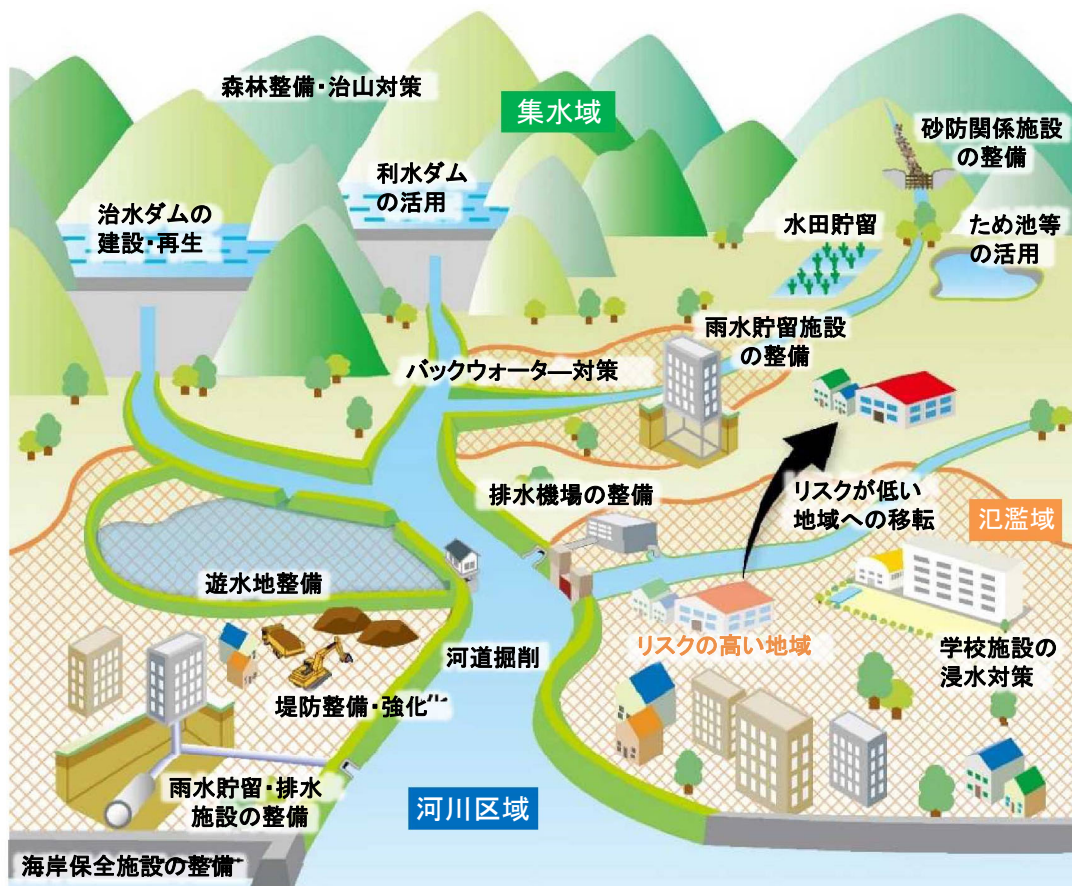 森林整備・治山対策
集水域
砂防関係施設
の整備
利水ダム
の活用
治水ダムの
建設・再生
水田貯留
ため池等
の活用
雨水貯留施設
の整備
バックウォーター対策
排水機場の整備
リスクが低い
地域への移転
氾濫域
遊水地整備
リスクの高い地域
学校施設の
浸水対策
河道掘削
堤防整備・強化
雨水貯留・排水
施設の整備
河川区域
海岸保全施設の整備